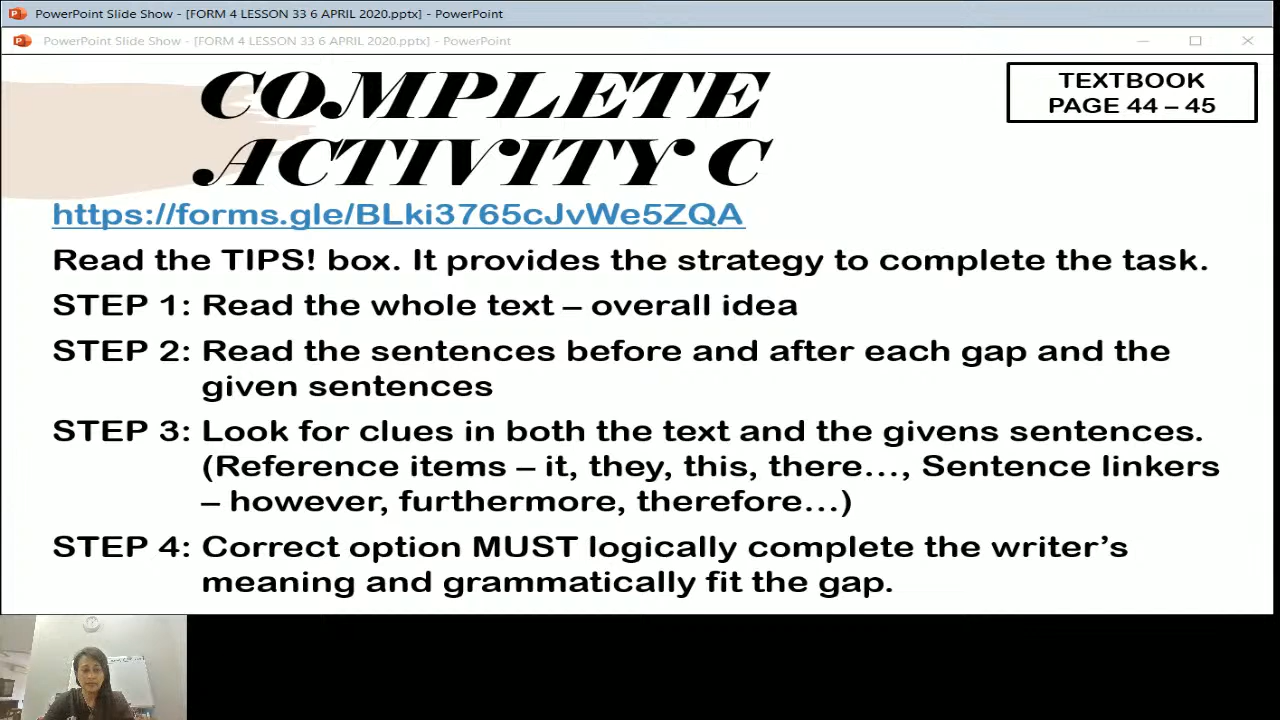 PowerPoint Slide Show - [FORM 4 LESSON 33 6 APRIL 2020.pptx] - PowerPoint
PowerPoint Slide Show - [FORM 4 LESSON 33 6 APRIL 2020.pptx] - PowerPoint
COMPLETE
ACTIVITY C
TEXTBOOK
PAGE 44 – 45
https://forms.gle/BLki3765cJvWe5ZQA
Read the TIPS! box. It provides the strategy to complete the task.
STEP 1: Read the whole text – overall idea
STEP 2: Read the sentences before and after each gap and the
given sentences
STEP 3: Look for clues in both the text and the givens sentences.
(Reference items – it, they, this, there…, Sentence linkers
– however, furthermore, therefore…)
STEP 4: Correct option MUST logically complete the writer’s
meaning and grammatically fit the gap.